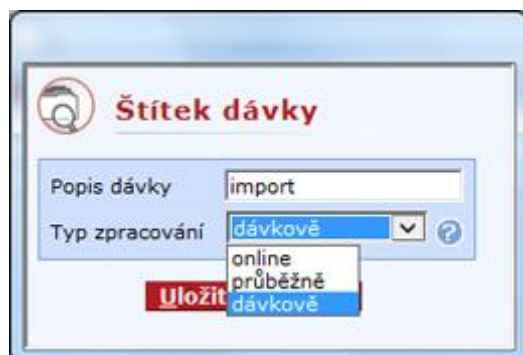 Štítek dávky
Popis dávky import
Typ zpracování dávkově
online
průběžně
dávkově
Uložit